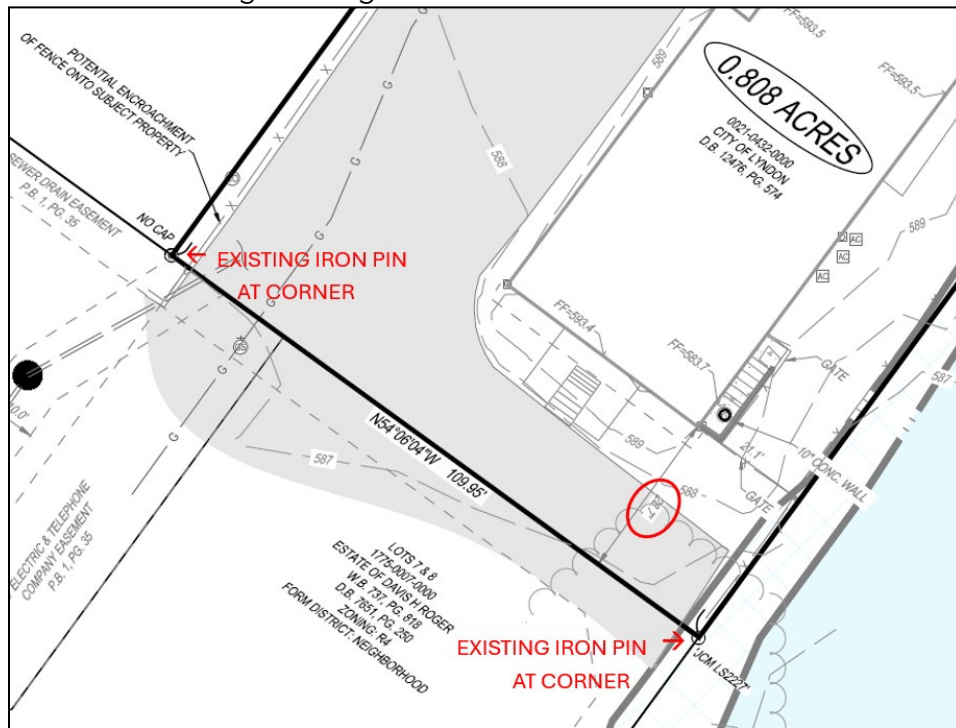 POTENTIAL ENCROACHMENT
OF FENCE ONTO SUBJECT PROPERTY
SEWER DRAIN EASEMENT
P.B. 1, PG. 35
NO CAP
EXISTING IRON PIN
AT CORNER
G
G
G
G
G
G
G
X
X
X
X
X
X
589
588
FF=593.5
FF=593.5
0.808 ACRES
0021-0432-0000
CITY OF LYNDON
D.B. 12476, PG. 574
589
AC
AC
AC
FF=593.4
FF=583.7
GATE
587
589
588
21.1'
10" CONC. WALL
GATE
N54°06'04"W 109.95'
587
10.0'
ELECTRIC & TELEPHONE
COMPANY EASEMENT
P.B. 1, PG. 35
LOTS 7 & 8
1775-0007-0000
ESTATE OF DAVIS H ROGER
W.B. 737, PG. 818
D.B. 7651, PG. 250
ZONING: R4
FORM DISTRICT: NEIGHBORHOOD
EXISTING IRON PIN
AT CORNER
'JCM LS2227'